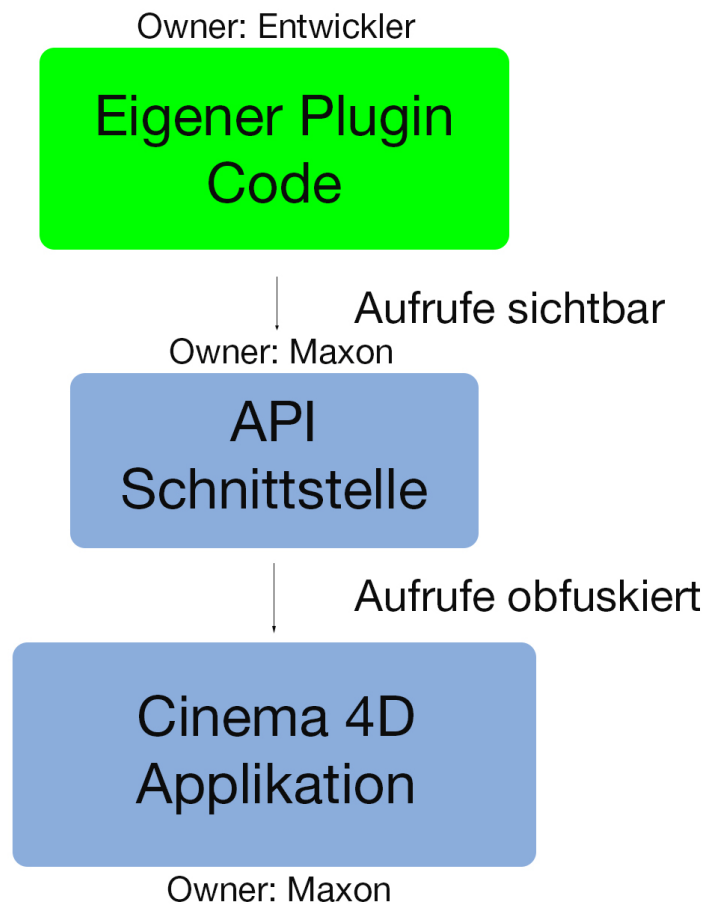 Owner: Entwickler
Eigener Plugin
Code
Aufrufe sichtbar
Owner: Maxon
API
Schnittstelle
Aufrufe obfuskiert
Cinema 4D
Applikation
Owner: Maxon